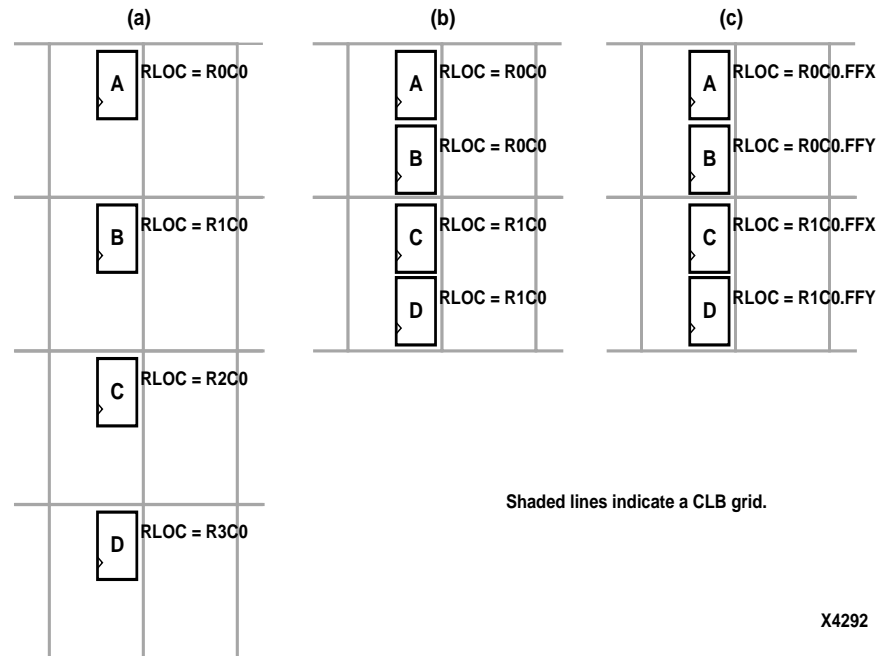 (a) (b) (c)
A RLOC = R0C0 A RLOC = R0C0 A RLOC = R0C0.FFX
B RLOC = R0C0 B RLOC = R0C0.FFY
B RLOC = R1C0 C RLOC = R1C0 C RLOC = R1C0.FFX
D RLOC = R1C0 D RLOC = R1C0.FFY
C RLOC = R2C0
Shaded lines indicate a CLB grid.
D RLOC = R3C0
X4292